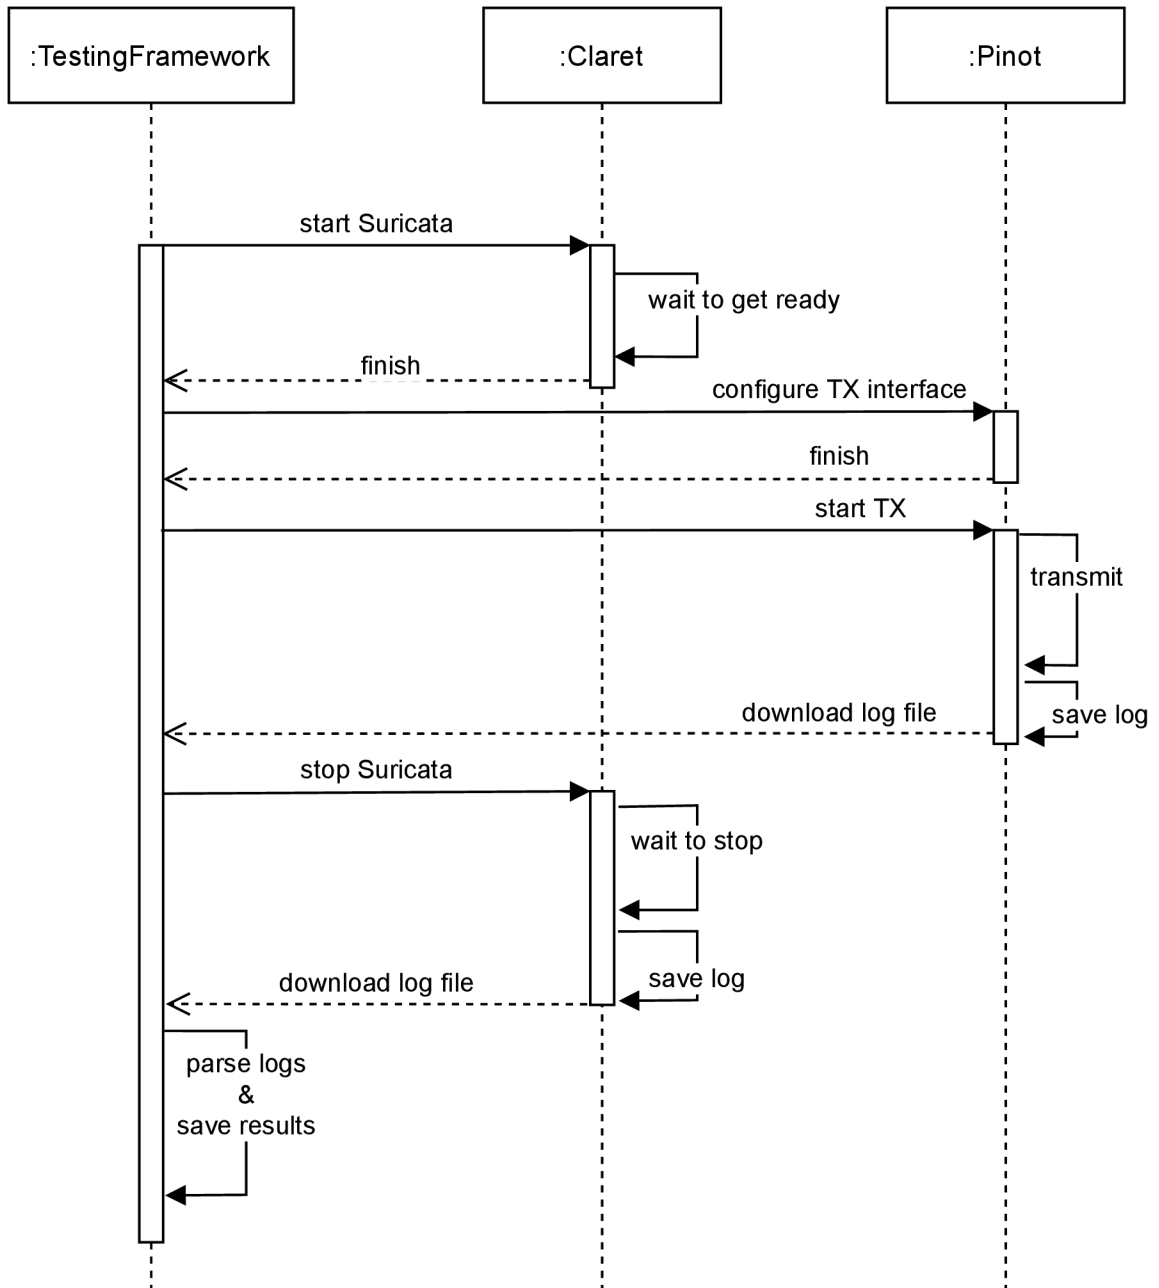 :TestingFramework
:Claret
:Pinot
start Suricata
wait to get ready
finish
configure TX interface
finish
start TX
transmit
download log file
save log
stop Suricata
wait to stop
save log
download log file
parse logs
&
save results